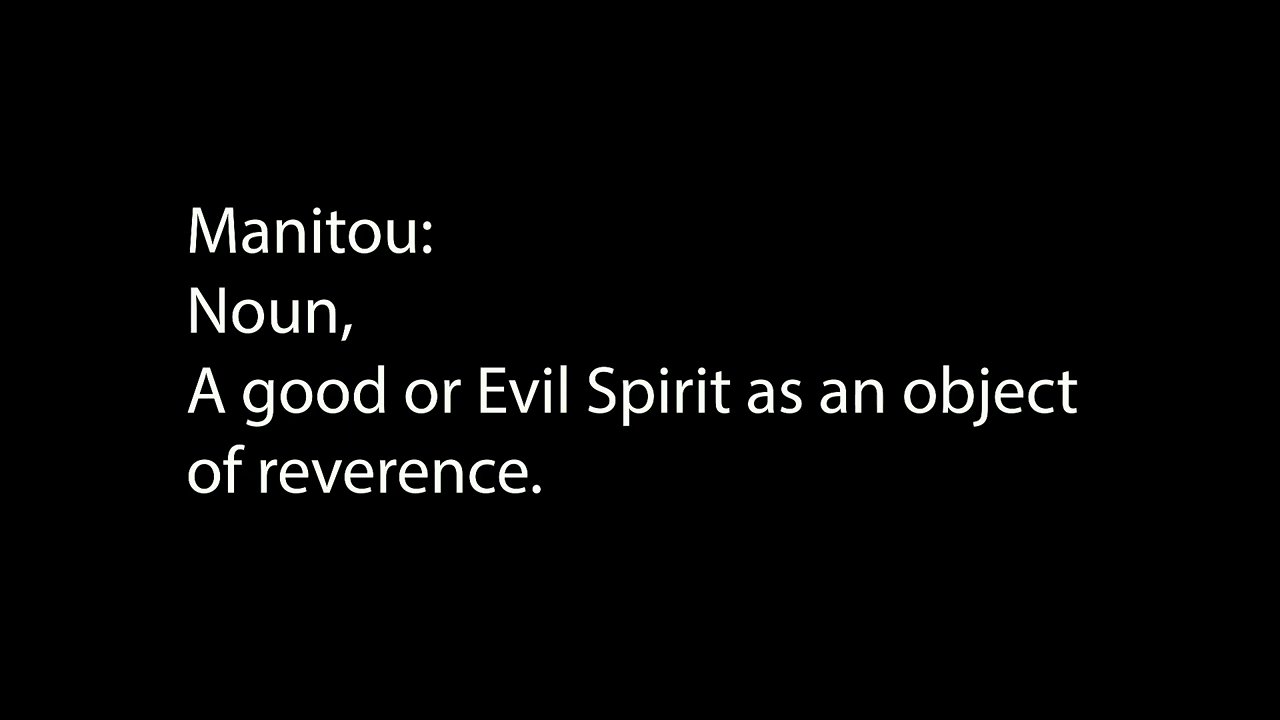 Manitou:
Noun,
A good or Evil Spirit as an object
of reverence.